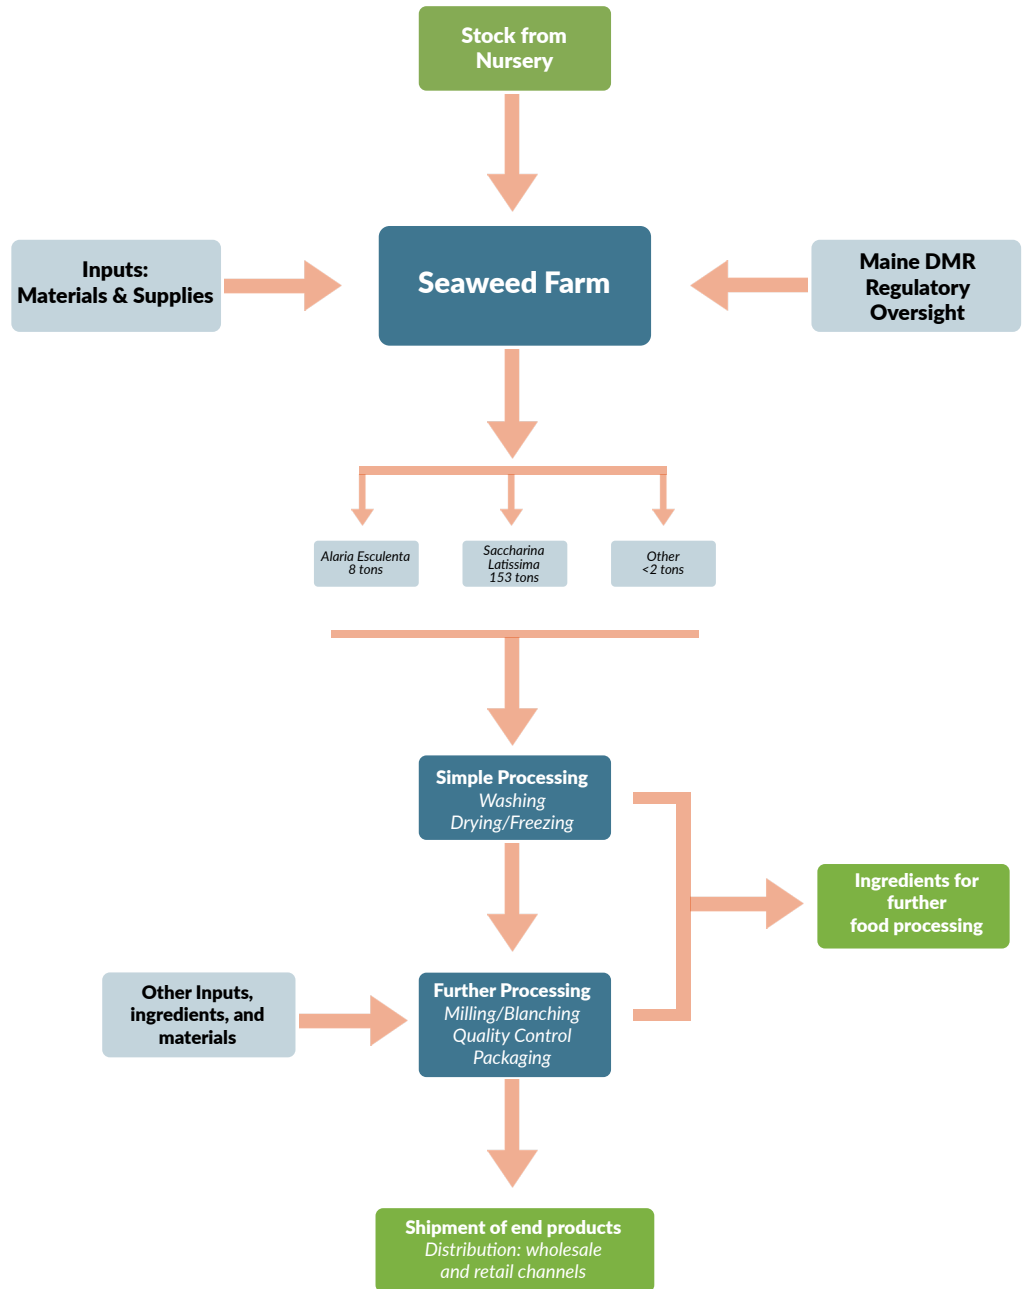 Stock from
Nursery
Inputs:
Materials & Supplies
Seaweed Farm
Maine DMR
Regulatory
Oversight
Alaria Esculenta
8 tons
Saccharina
Latissima
153 tons
Other
<2 tons
Simple Processing
Washing
Drying/Freezing
Ingredients for
further
food processing
Other Inputs,
ingredients, and
materials
Further Processing
Milling/Blanching
Quality Control
Packaging
Shipment of end products
Distribution: wholesale
and retail channels